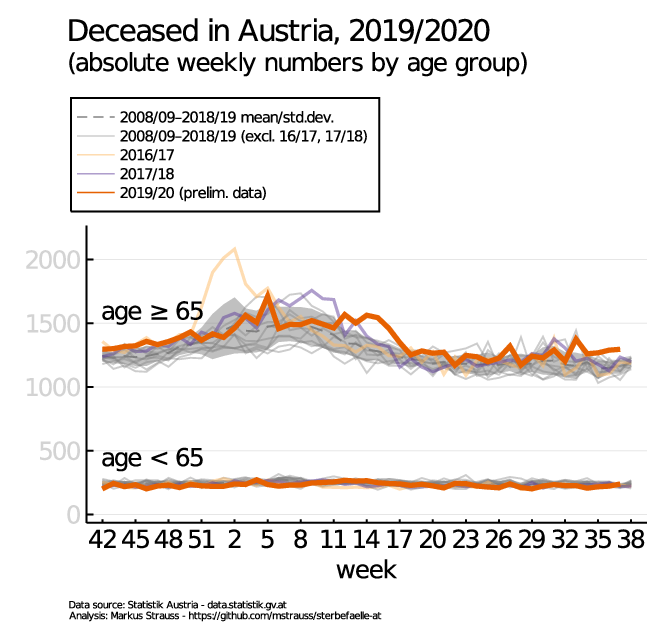 Deceased in Austria, 2019/2020
(absolute weekly numbers by age group)
2008/09–2018/19 mean/std.dev.
2008/09–2018/19 (excl. 16/17, 17/18)
2016/17
2017/18
2019/20 (prelim. data)
2000
1500
1000
500
0
age ≥ 65
age < 65
42 45 48 51 2 5 8 11 14 17 20 23 26 29 32 35 38
week
Data source: Statistik Austria - data.statistik.gv.at
Analysis: Markus Strauss - https://github.com/mstrauss/sterbefaelle-at